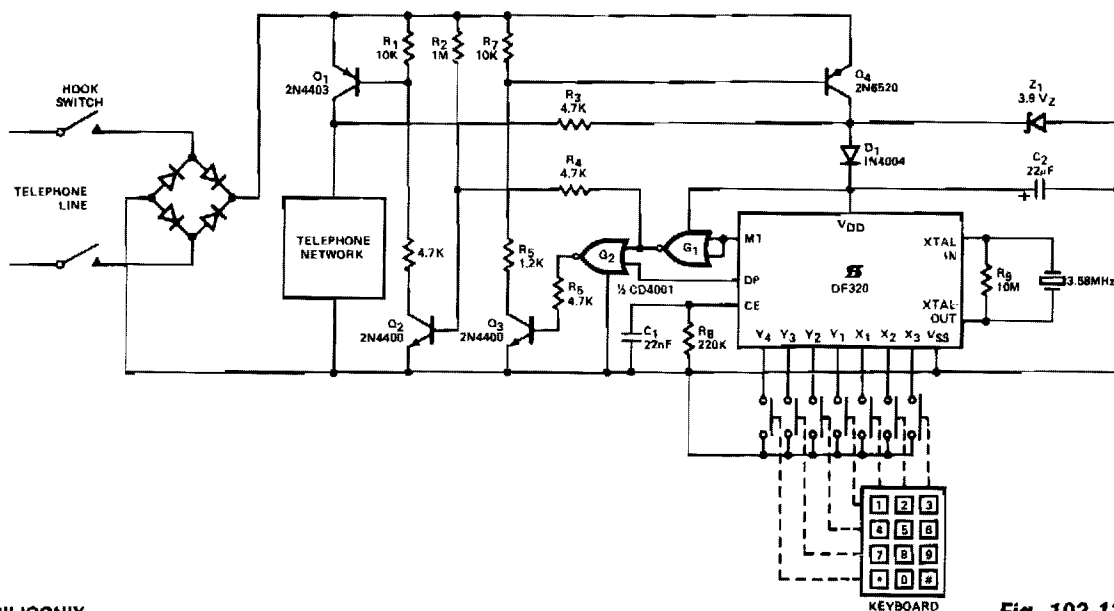 HOOK
SWITCH
TELEPHONE
LINE
Q1
2N4403
R1
10K
R2
1M
R7
10K
R3
4.7K
R4
4.7K
Q4
2N6520
Z1
3.9 VZ
D1
IN4004
C2
22µF
+
TELEPHONE
NETWORK
4.7K
R5
1.2K
R5
4.7K
Q2
2N4400
Q3
2N4400
G2
G1
½ CD4001
C1
22nF
R8
220K
MT
DP
CE
VDD
DF320
XTAL
IN
XTAL
OUT
Y4 Y3 Y2 Y1 X1 X2 X3 VSS
R9
10M
3.58MHz
1 2 3
4 5 6
7 8 9
* 0 #
KEYBOARD
SILICONIX